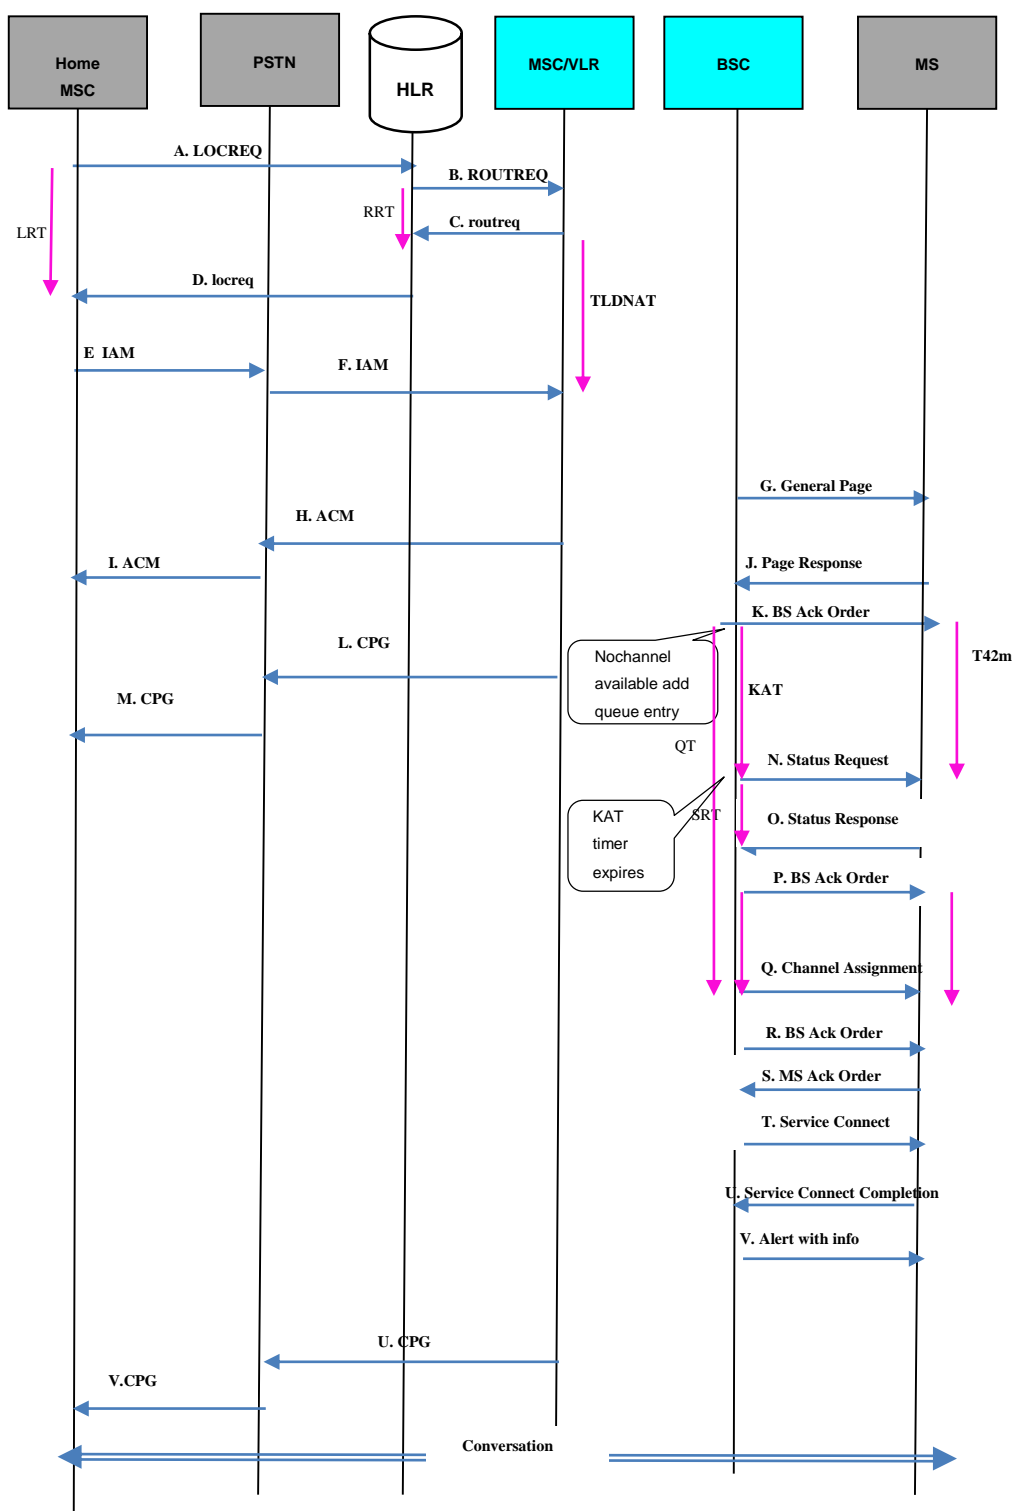 Home
MSC
PSTN
HLR
MSC/VLR
BSC
MS
A. LOCREQ
B. ROUTREQ
RRT
C. routreq
LRT
D. locreq
TLDNAT
E IAM
F. IAM
G. General Page
H. ACM
I. ACM
J. Page Response
K. BS Ack Order
L. CPG
Nochannel
available add
queue entry
T42m
KAT
M. CPG
QT
N. Status Request
KAT
timer
expires
SRT
O. Status Response
P. BS Ack Order
Q. Channel Assignment
R. BS Ack Order
S. MS Ack Order
T. Service Connect
U. Service Connect Completion
V. Alert with info
U. CPG
V.CPG
Conversation